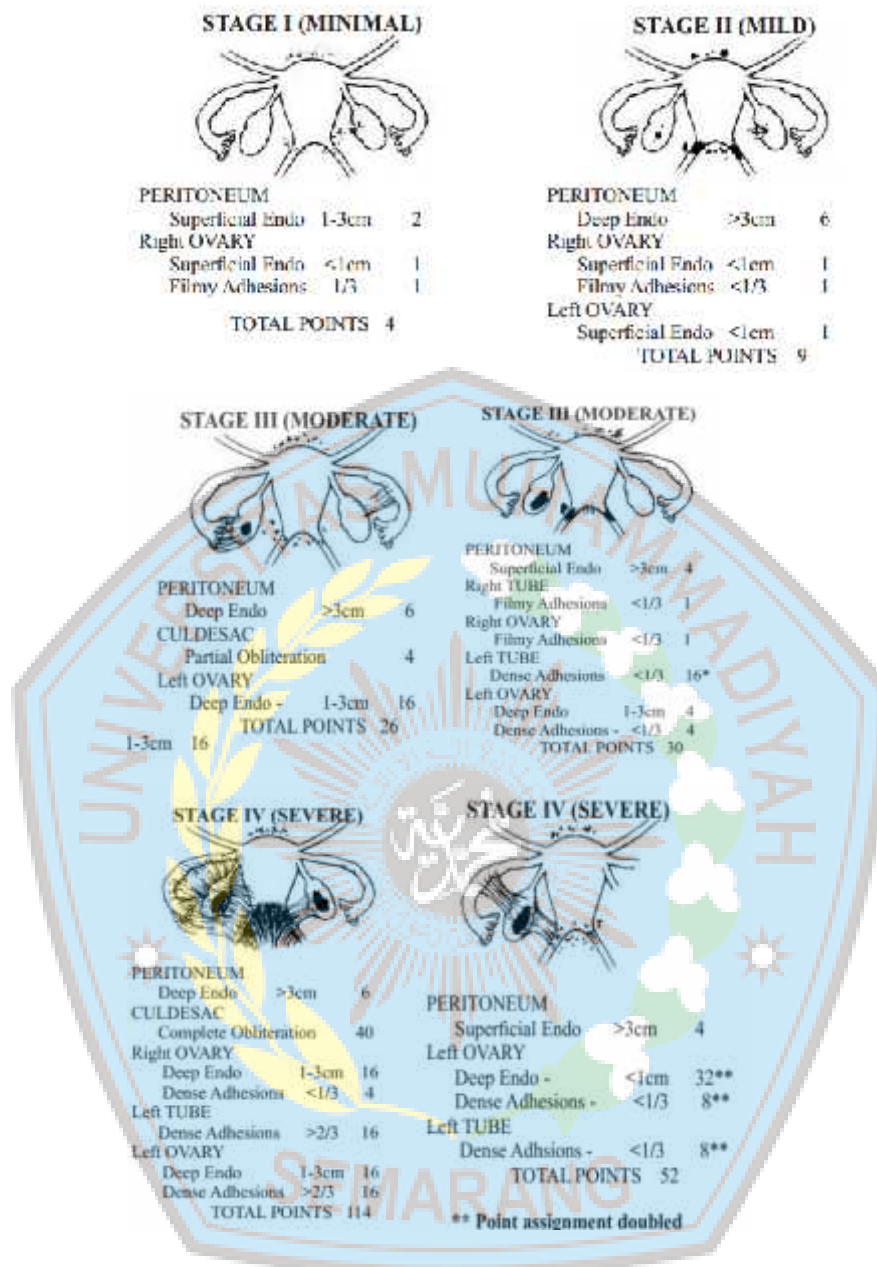 STAGE I (MINIMAL)
PERITONEUM
Superficial Endo 1-3cm 2
Right OVARY
Superficial Endo <1cm 1
Filmy Adhesions 1/3 1
TOTAL POINTS 4
STAGE II (MILD)
PERITONEUM
Deep Endo >3cm 6
Right OVARY
Superficial Endo <1cm 1
Filmy Adhesions <1/3 1
Left OVARY
Superficial Endo <1cm 1
TOTAL POINTS 9
STAGE III (MODERATE)
PERITONEUM
Deep Endo >3cm 6
CULDESAC
Partial Obliteration 4
Left OVARY
Deep Endo - 1-3cm 16
TOTAL POINTS 26
1-3cm 16
STAGE III (MODERATE)
PERITONEUM
Superficial Endo >3cm 4
Right TUBE
Filmy Adhesions <1/3 1
Right OVARY
Filmy Adhesions <1/3 1
Left TUBE
Dense Adhesions <1/3 16*
Left OVARY
Deep Endo 1-3cm 4
Dense Adhesions - <1/3 4
TOTAL POINTS 30
STAGE IV (SEVERE)
PERITONEUM
Deep Endo >3cm 6
CULDESAC
Complete Obliteration 40
Right OVARY
Deep Endo 1-3cm 16
Dense Adhesions <1/3 4
Left TUBE
Dense Adhesions >2/3 16
Left OVARY
Deep Endo 1-3cm 16
Dense Adhesions >2/3 16
TOTAL POINTS 114
STAGE IV (SEVERE)
PERITONEUM
Superficial Endo >3cm 4
Left OVARY
Deep Endo - <1cm 32**
Dense Adhesions - <1/3 8**
Left TUBE
Dense Adhsions - <1/3 8**
TOTAL POINTS 52
** Point assignment doubled
UNIVERSITAS MUHAMMADIYAH
SEMARANG